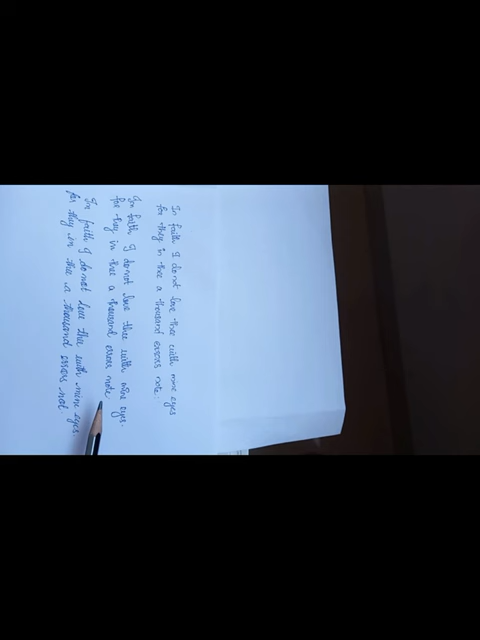 In faith I do not love thee with mine eyes
for they in thee a thousand errors note.
In faith I do not love thee with mine eyes.
for they in thee a thousand errors note.
In faith I do not love thee with mine eyes.
for they in thee a thousand errors not.